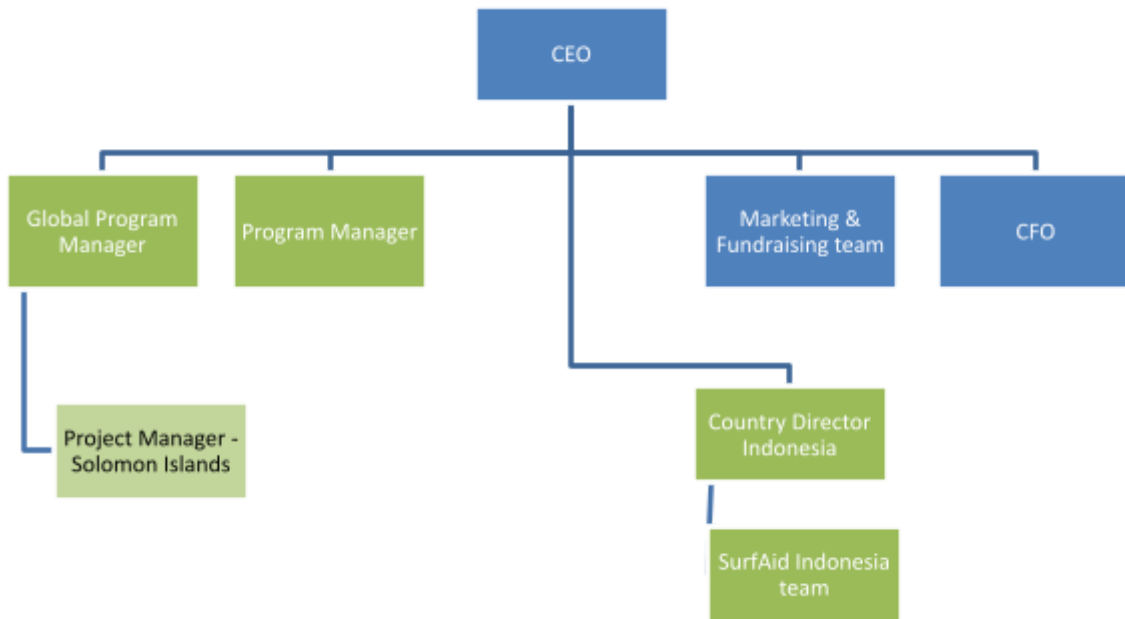 CEO
Global Program
Manager
Program Manager
Marketing &
Fundraising team
CFO
Project Manager -
Solomon Islands
Country Director
Indonesia
SurfAid Indonesia
team